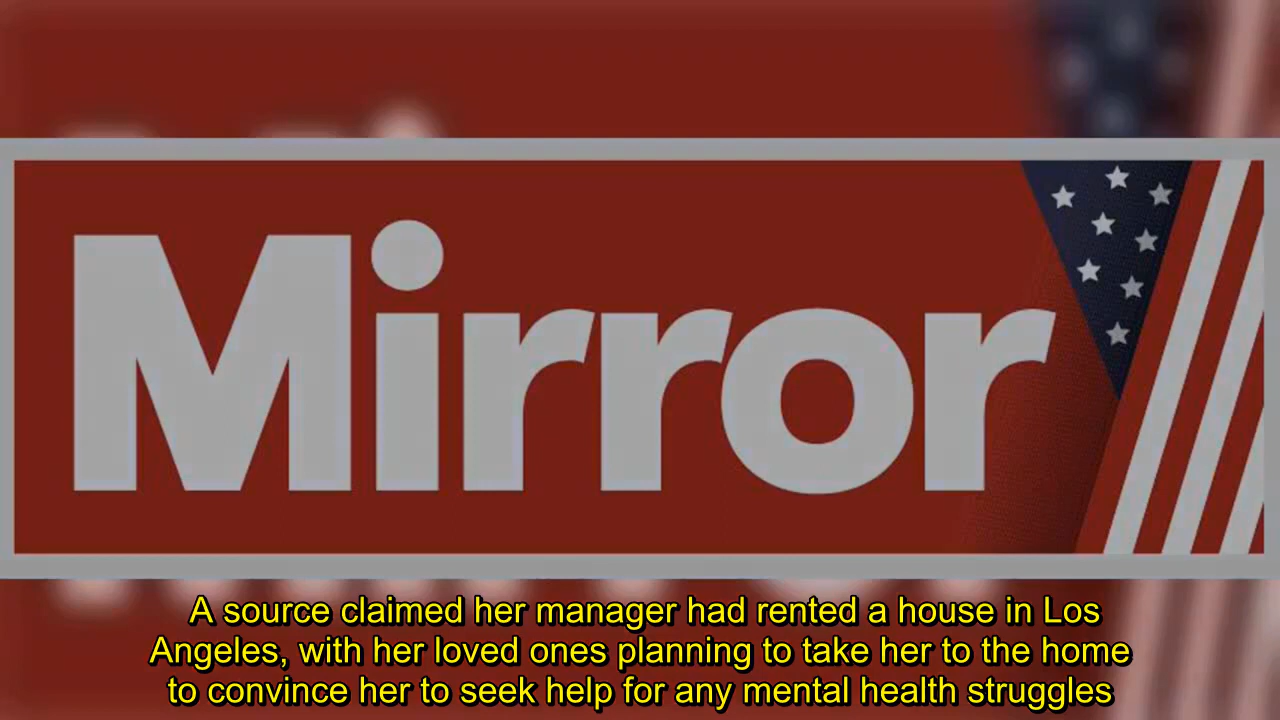 Mirror
A source claimed her manager had rented a house in Los
Angeles, with her loved ones planning to take her to the home
to convince her to seek help for any mental health struggles